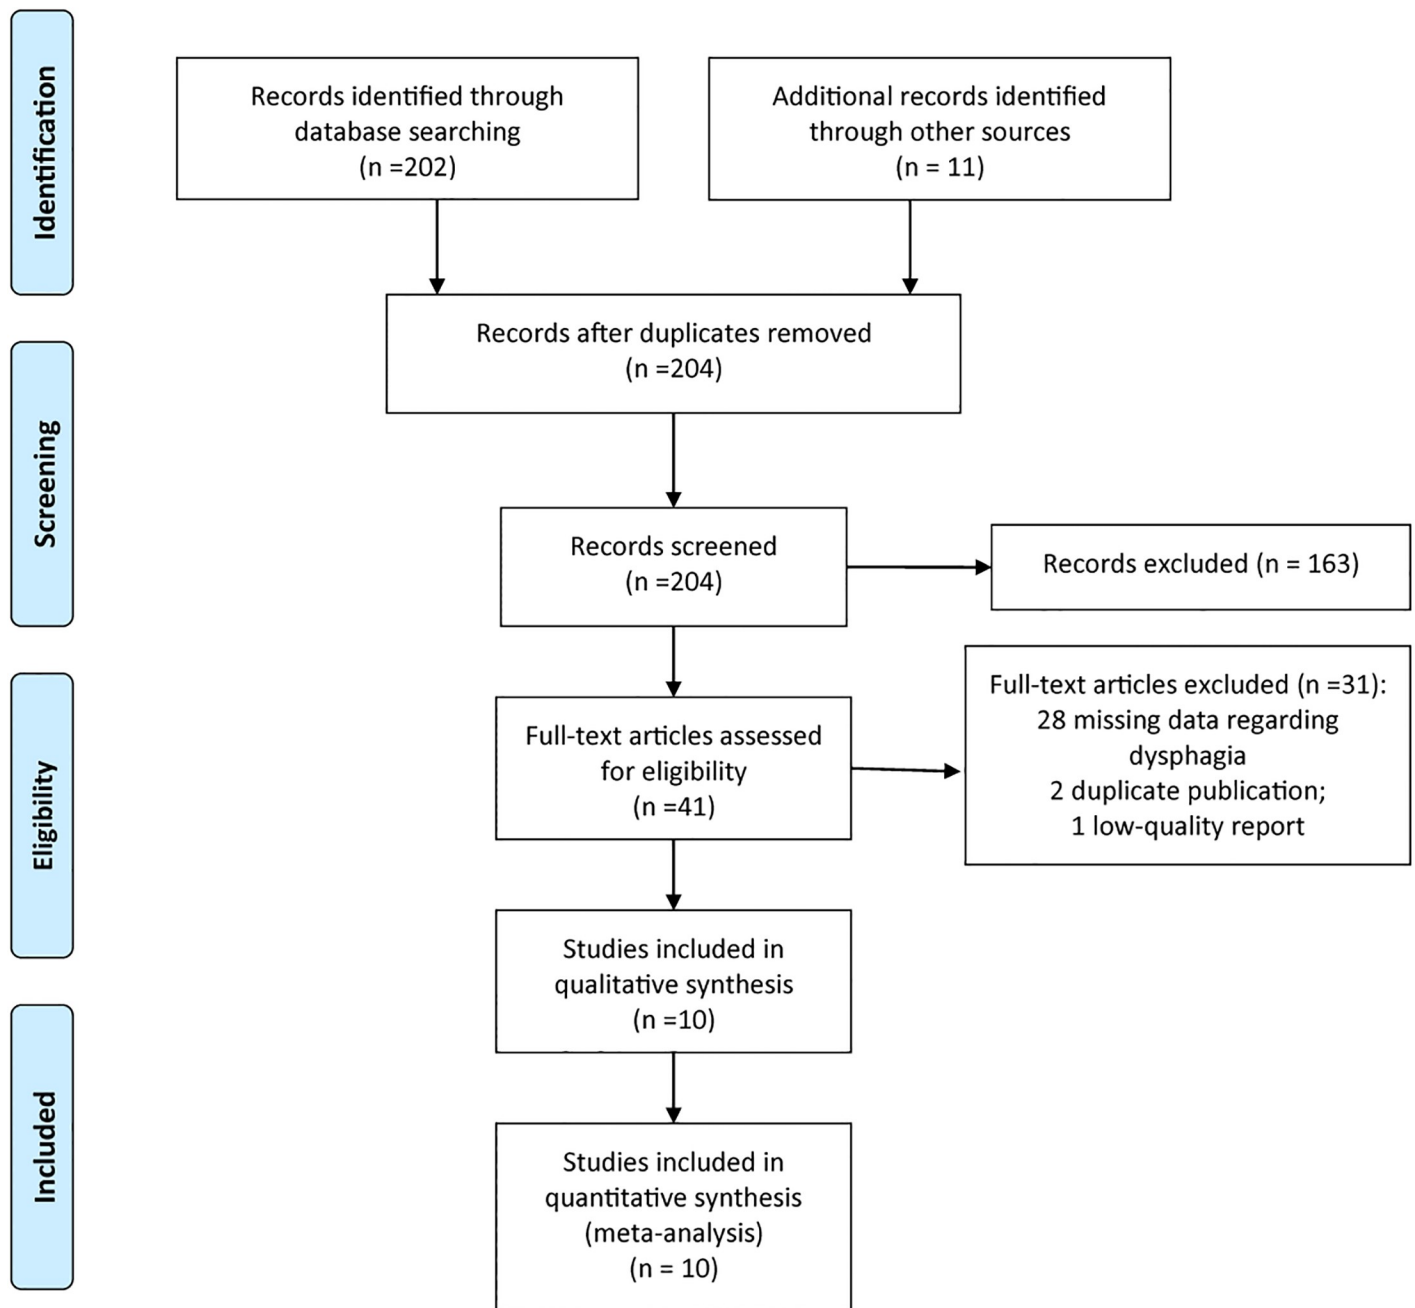 Identification
Records identified through
database searching
(n =202)
Additional records identified
through other sources
(n = 11)
Records after duplicates removed
(n =204)
Screening
Records screened
(n =204)
Records excluded (n = 163)
Eligibility
Full-text articles assessed
for eligibility
(n =41)
Full-text articles excluded (n =31):
28 missing data regarding
dysphagia
2 duplicate publication;
1 low-quality report
Studies included in
qualitative synthesis
(n =10)
Included
Studies included in
quantitative synthesis
(meta-analysis)
(n = 10)